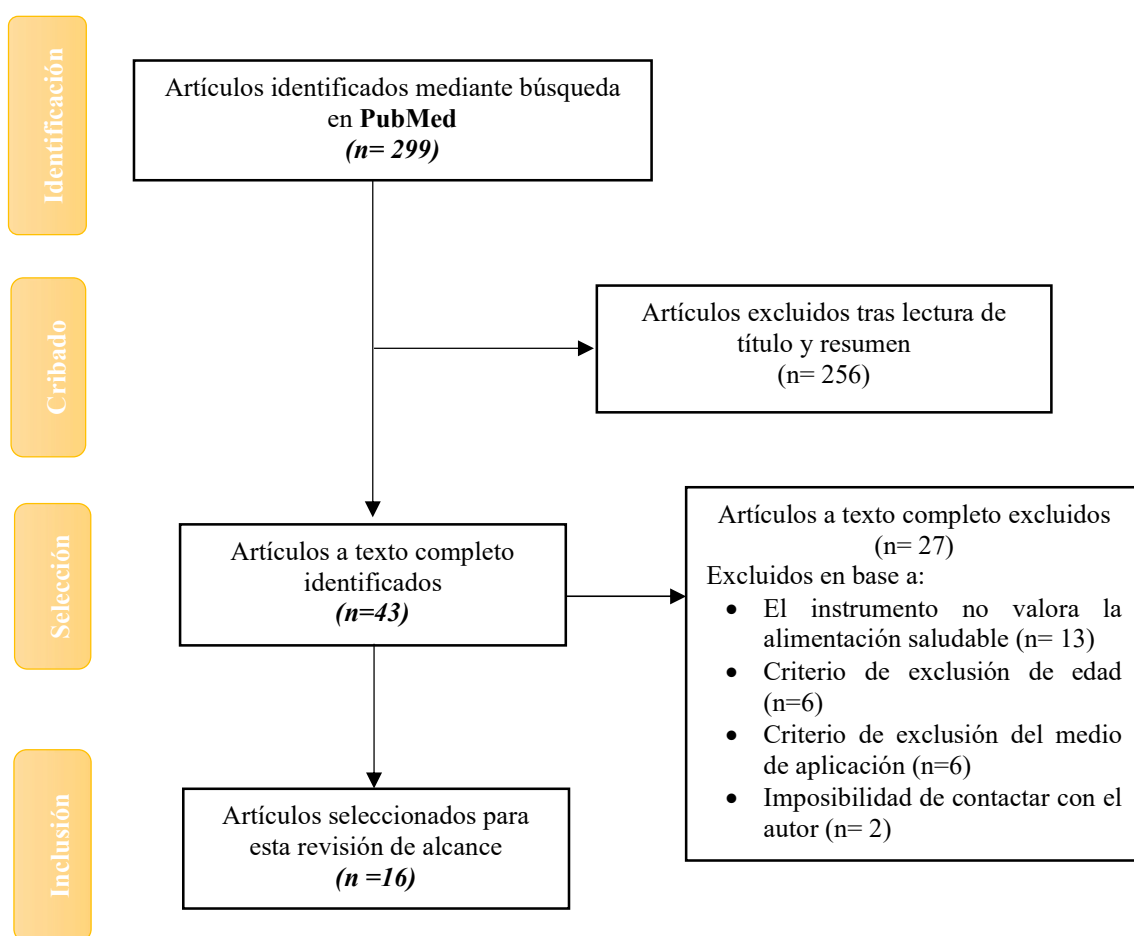 Identificación
Artículos identificados mediante búsqueda
en PubMed
(n= 299)
Cribado
Artículos excluidos tras lectura de
título y resumen
(n= 256)
Selección
Artículos a texto completo
identificados
(n=43)
Artículos a texto completo excluidos
(n= 27)
Excluidos en base a:
• El instrumento no valora la
alimentación saludable (n= 13)
• Criterio de exclusión de edad
(n=6)
• Criterio de exclusión del medio
de aplicación (n=6)
• Imposibilidad de contactar con el
autor (n= 2)
Inclusión
Artículos seleccionados para
esta revisión de alcance
(n =16)